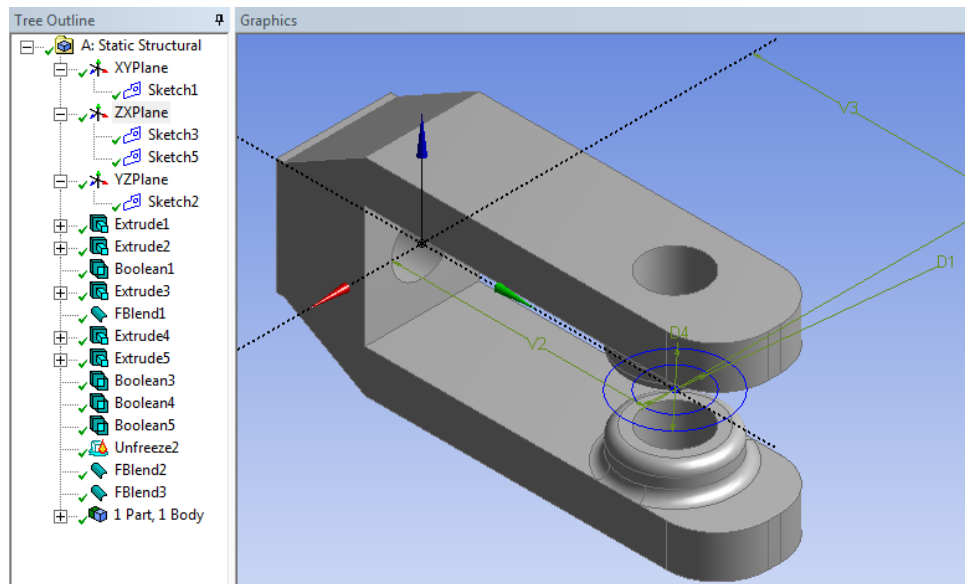 Tree Outline
Graphics
A: Static Structural
XYPlane
Sketch1
ZXPlane
Sketch3
Sketch5
YZPlane
Sketch2
Extrude1
Extrude2
Boolean1
Extrude3
FBlend1
Extrude4
Extrude5
Boolean3
Boolean4
Boolean5
Unfreeze2
FBlend2
FBlend3
1 Part, 1 Body
V3
D1
D4
V2